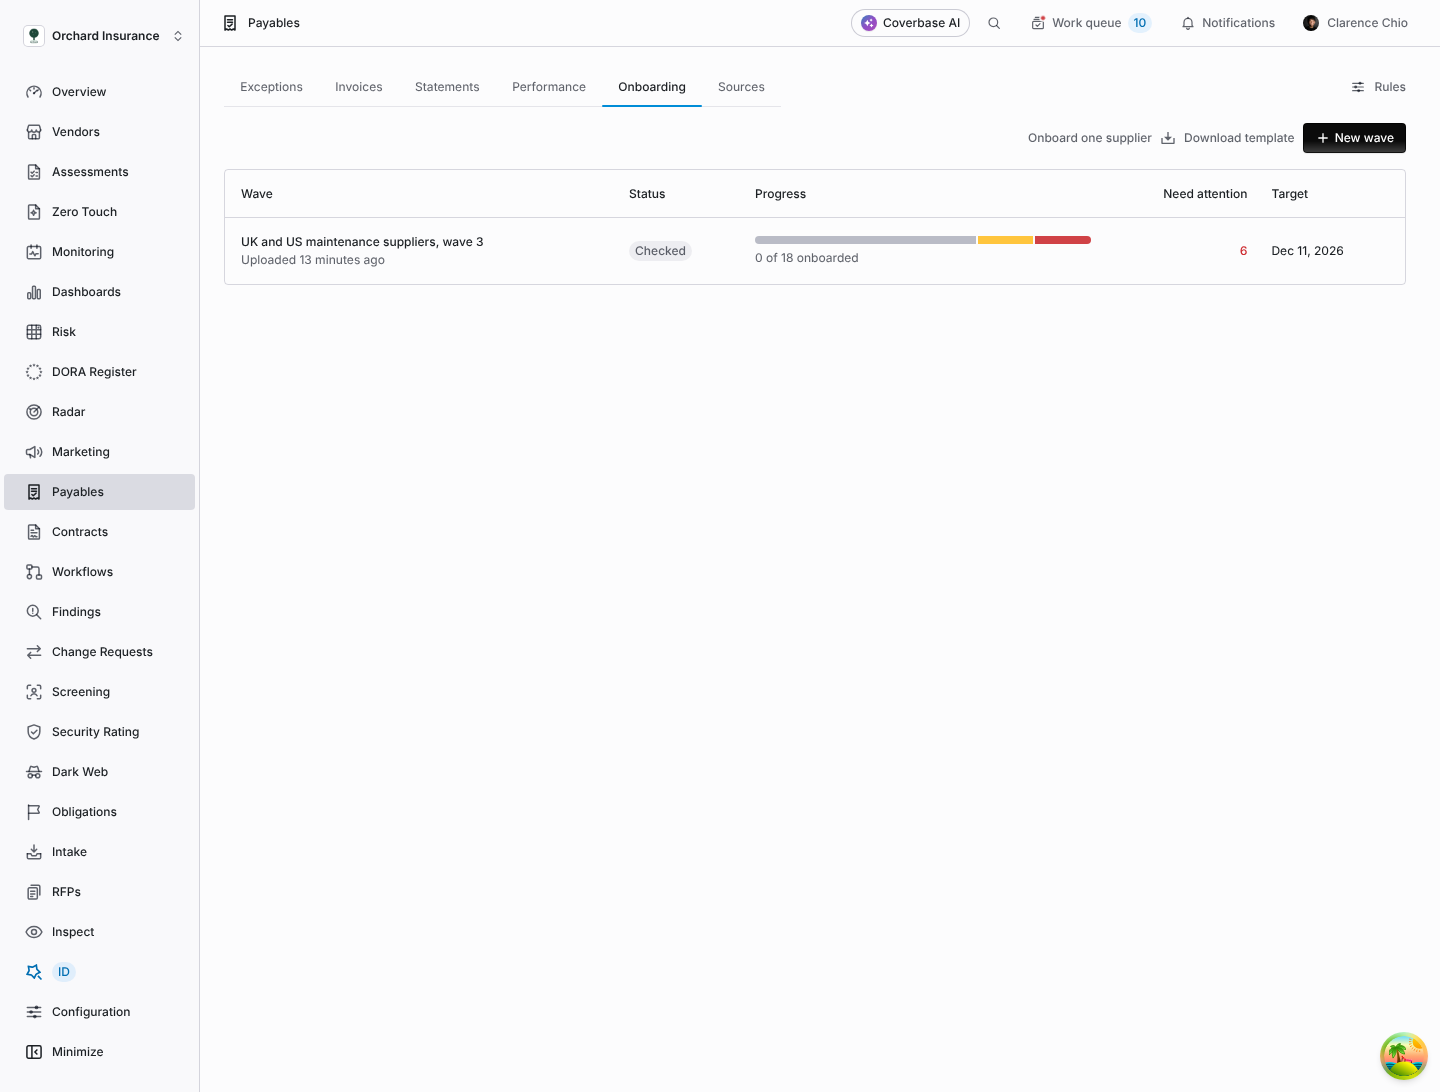 Orchard Insurance
Payables
Coverbase AI
Work queue 10
Notifications
Clarence Chio
Overview
Vendors
Assessments
Zero Touch
Monitoring
Dashboards
Risk
DORA Register
Radar
Marketing
Payables
Contracts
Workflows
Findings
Change Requests
Screening
Security Rating
Dark Web
Obligations
Intake
RFPs
Inspect
ID
Configuration
Minimize
Exceptions
Invoices
Statements
Performance
Onboarding
Sources
Rules
Onboard one supplier
Download template
New wave
Wave
Status
Progress
Need attention
Target
UK and US maintenance suppliers, wave 3
Uploaded 13 minutes ago
Checked
0 of 18 onboarded
6
Dec 11, 2026